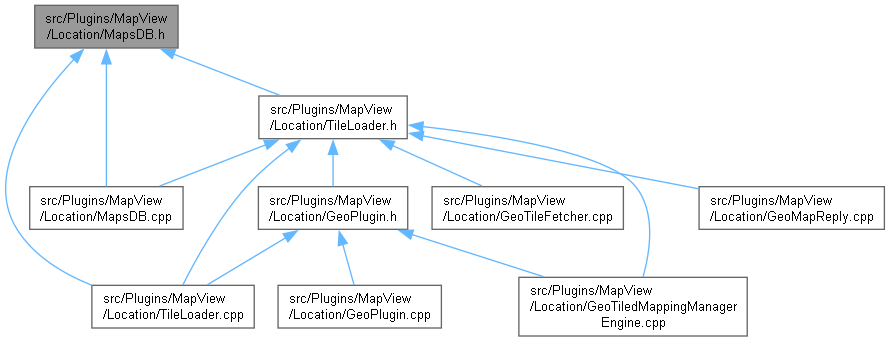 src/Plugins/MapView
/Location/MapsDB.h
src/Plugins/MapView
/Location/TileLoader.h
src/Plugins/MapView
/Location/MapsDB.cpp
src/Plugins/MapView
/Location/GeoPlugin.h
src/Plugins/MapView
/Location/GeoTileFetcher.cpp
src/Plugins/MapView
/Location/GeoMapReply.cpp
src/Plugins/MapView
/Location/TileLoader.cpp
src/Plugins/MapView
/Location/GeoPlugin.cpp
src/Plugins/MapView
/Location/GeoTiledMappingManager
Engine.cpp